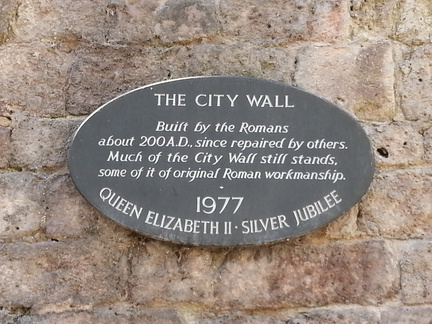 THE CITY WALL
Built by the Romans
about 200 A.D., since repaired by others.
Much of the City Wall still stands,
some of it of original Roman workmanship.
1977
QUEEN ELIZABETH II · SILVER JUBILEE